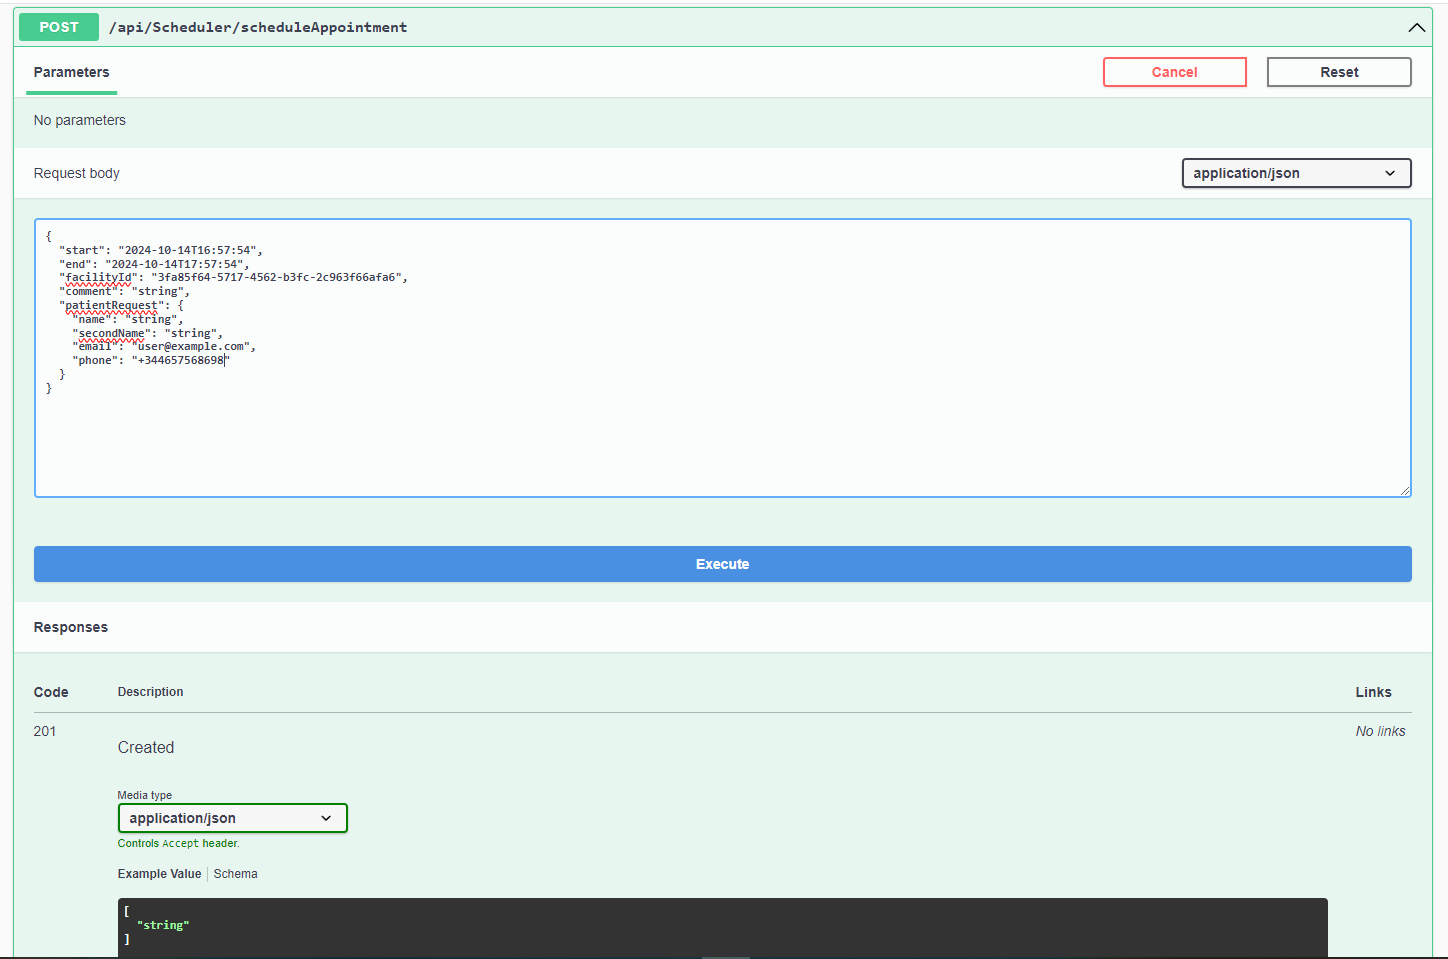 POST /api/Scheduler/scheduleAppointment
Parameters
Cancel
Reset
No parameters
Request body
application/json
{
  "start": "2024-10-14T16:57:54",
  "end": "2024-10-14T17:57:54",
  "facilityId": "3fa85f64-5717-4562-b3fc-2c963f66afa6",
  "comment": "string",
  "patientRequest": {
    "name": "string",
    "secondName": "string",
    "email": "user@example.com",
    "phone": "+344657568698"
  }
}
Execute
Responses
Code Description Links
201 No links
Created
Media type
application/json
Controls Accept header.
Example Value Schema
[
  "string"
]